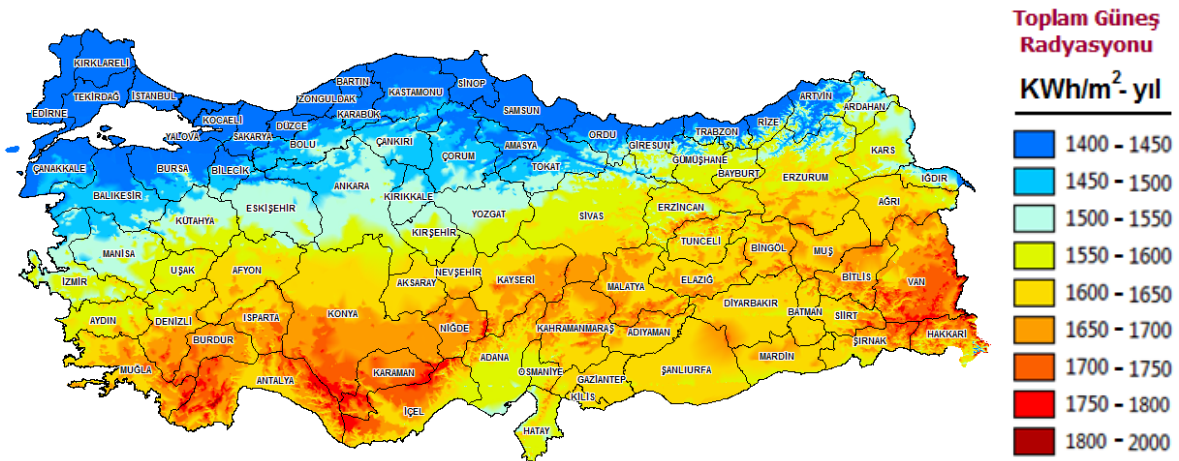 Toplam Güneş
Radyasyonu
KWh/m²- yıl
1400 - 1450
1450 - 1500
1500 - 1550
1550 - 1600
1600 - 1650
1650 - 1700
1700 - 1750
1750 - 1800
1800 - 2000
KIRKLARELİ
TEKİRDAĞ
İSTANBUL
EDİRNE
KOCAELİ
YALOVA
SAKARYA
DÜZCE
ZONGULDAK
BARTIN
KARABÜK
KASTAMONU
SİNOP
SAMSUN
ORDU
GİRESUN
TRABZON
RİZE
ARTVİN
ARDAHAN
ÇANAKKALE
BURSA
BİLECİK
BOLU
ÇANKIRI
ÇORUM
AMASYA
TOKAT
GÜMÜŞHANE
BAYBURT
ERZURUM
KARS
IĞDIR
BALIKESİR
KÜTAHYA
ESKİŞEHİR
ANKARA
KIRIKKALE
YOZGAT
SİVAS
ERZİNCAN
AĞRI
MANİSA
UŞAK
AFYON
KIRŞEHİR
NEVŞEHİR
KAYSERİ
TUNCELİ
BİNGÖL
MUŞ
İZMİR
AKSARAY
MALATYA
ELAZIĞ
BİTLİS
VAN
AYDIN
DENİZLİ
ISPARTA
KONYA
NİĞDE
KAHRAMANMARAŞ
ADIYAMAN
DİYARBAKIR
BATMAN
SİİRT
HAKKARİ
BURDUR
MUĞLA
ANTALYA
KARAMAN
ADANA
OSMANİYE
GAZİANTEP
ŞANLIURFA
MARDİN
ŞIRNAK
İÇEL
KİLİS
HATAY